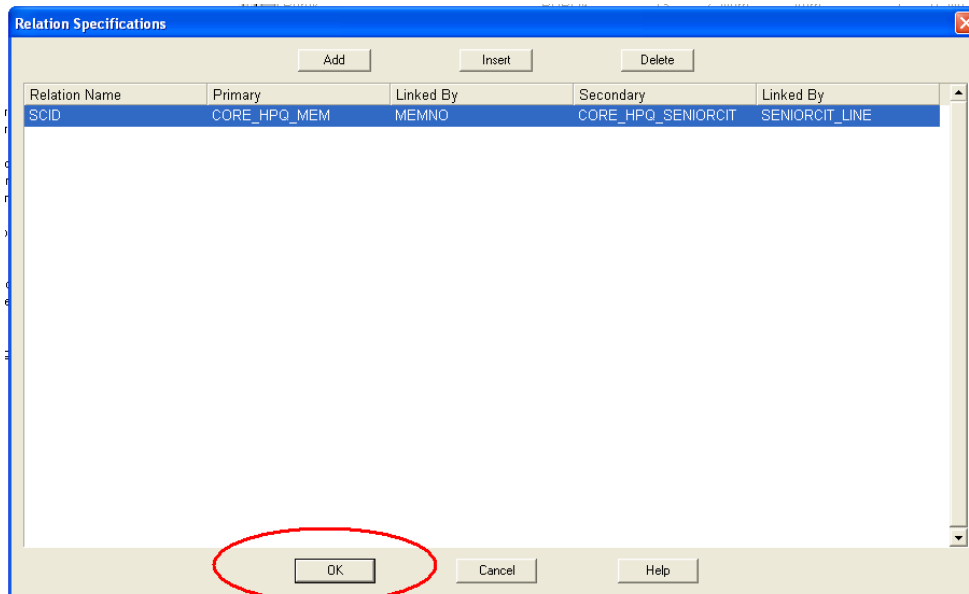 Relation Specifications
Add Insert Delete
Relation Name Primary Linked By Secondary Linked By
SCID CORE_HPQ_MEM MEMNO CORE_HPQ_SENIORCIT SENIORCIT_LINE
OK Cancel Help